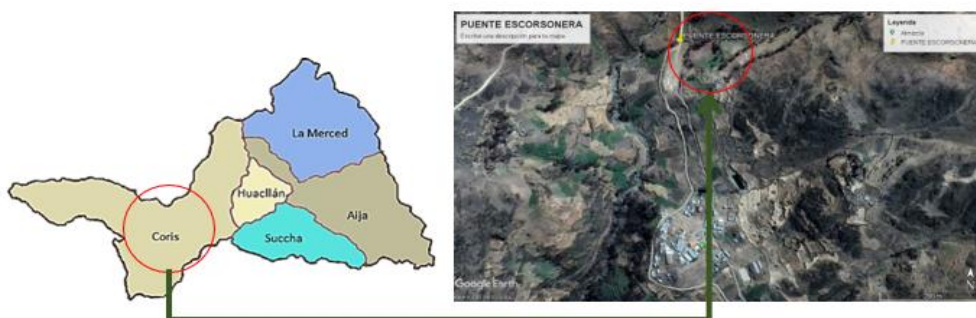 La Merced
Huacllán
Aija
Coris
Succha
PUENTE ESCORSONERA
Escribe una descripción para tu mapa.
PUENTE ESCORSONERA
Leyenda
PUENTE ESCORSONERA
Google Earth